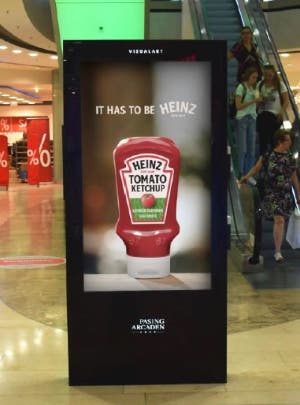 VISUALART
IT HAS TO BE HEINZ
HEINZ
TOMATO
KETCHUP
PASING
ARCADEN
%
%